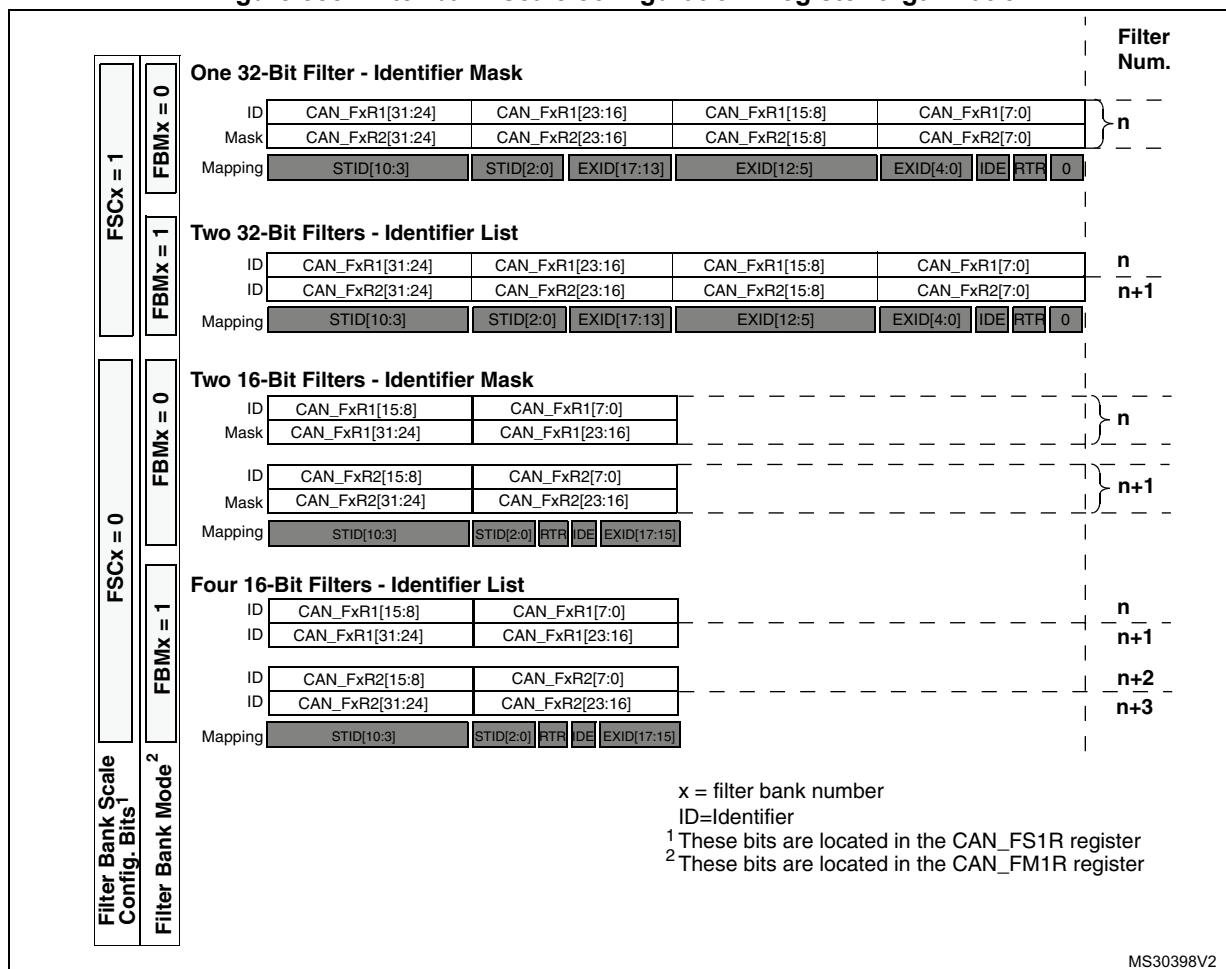 Filter
Num.
One 32-Bit Filter - Identifier Mask
ID CAN_FxR1[31:24] CAN_FxR1[23:16] CAN_FxR1[15:8] CAN_FxR1[7:0]
n
Mask CAN_FxR2[31:24] CAN_FxR2[23:16] CAN_FxR2[15:8] CAN_FxR2[7:0]
Mapping STID[10:3] STID[2:0] EXID[17:13] EXID[12:5] EXID[4:0] IDE RTR 0
Two 32-Bit Filters - Identifier List
ID CAN_FxR1[31:24] CAN_FxR1[23:16] CAN_FxR1[15:8] CAN_FxR1[7:0] n
ID CAN_FxR2[31:24] CAN_FxR2[23:16] CAN_FxR2[15:8] CAN_FxR2[7:0] n+1
Mapping STID[10:3] STID[2:0] EXID[17:13] EXID[12:5] EXID[4:0] IDE RTR 0
Two 16-Bit Filters - Identifier Mask
ID CAN_FxR1[15:8] CAN_FxR1[7:0]
n
Mask CAN_FxR1[31:24] CAN_FxR1[23:16]
ID CAN_FxR2[15:8] CAN_FxR2[7:0]
n+1
Mask CAN_FxR2[31:24] CAN_FxR2[23:16]
Mapping STID[10:3] STID[2:0] RTR IDE EXID[17:15]
Four 16-Bit Filters - Identifier List
ID CAN_FxR1[15:8] CAN_FxR1[7:0] n
ID CAN_FxR1[31:24] CAN_FxR1[23:16] n+1
ID CAN_FxR2[15:8] CAN_FxR2[7:0] n+2
ID CAN_FxR2[31:24] CAN_FxR2[23:16] n+3
Mapping STID[10:3] STID[2:0] RTR IDE EXID[17:15]
FSCx = 1
FBMx = 0
FBMx = 1
FSCx = 0
FBMx = 0
FBMx = 1
Filter Bank Scale
Config. Bits1
Filter Bank Mode2
x = filter bank number
ID=Identifier
1 These bits are located in the CAN_FS1R register
2 These bits are located in the CAN_FM1R register
MS30398V2